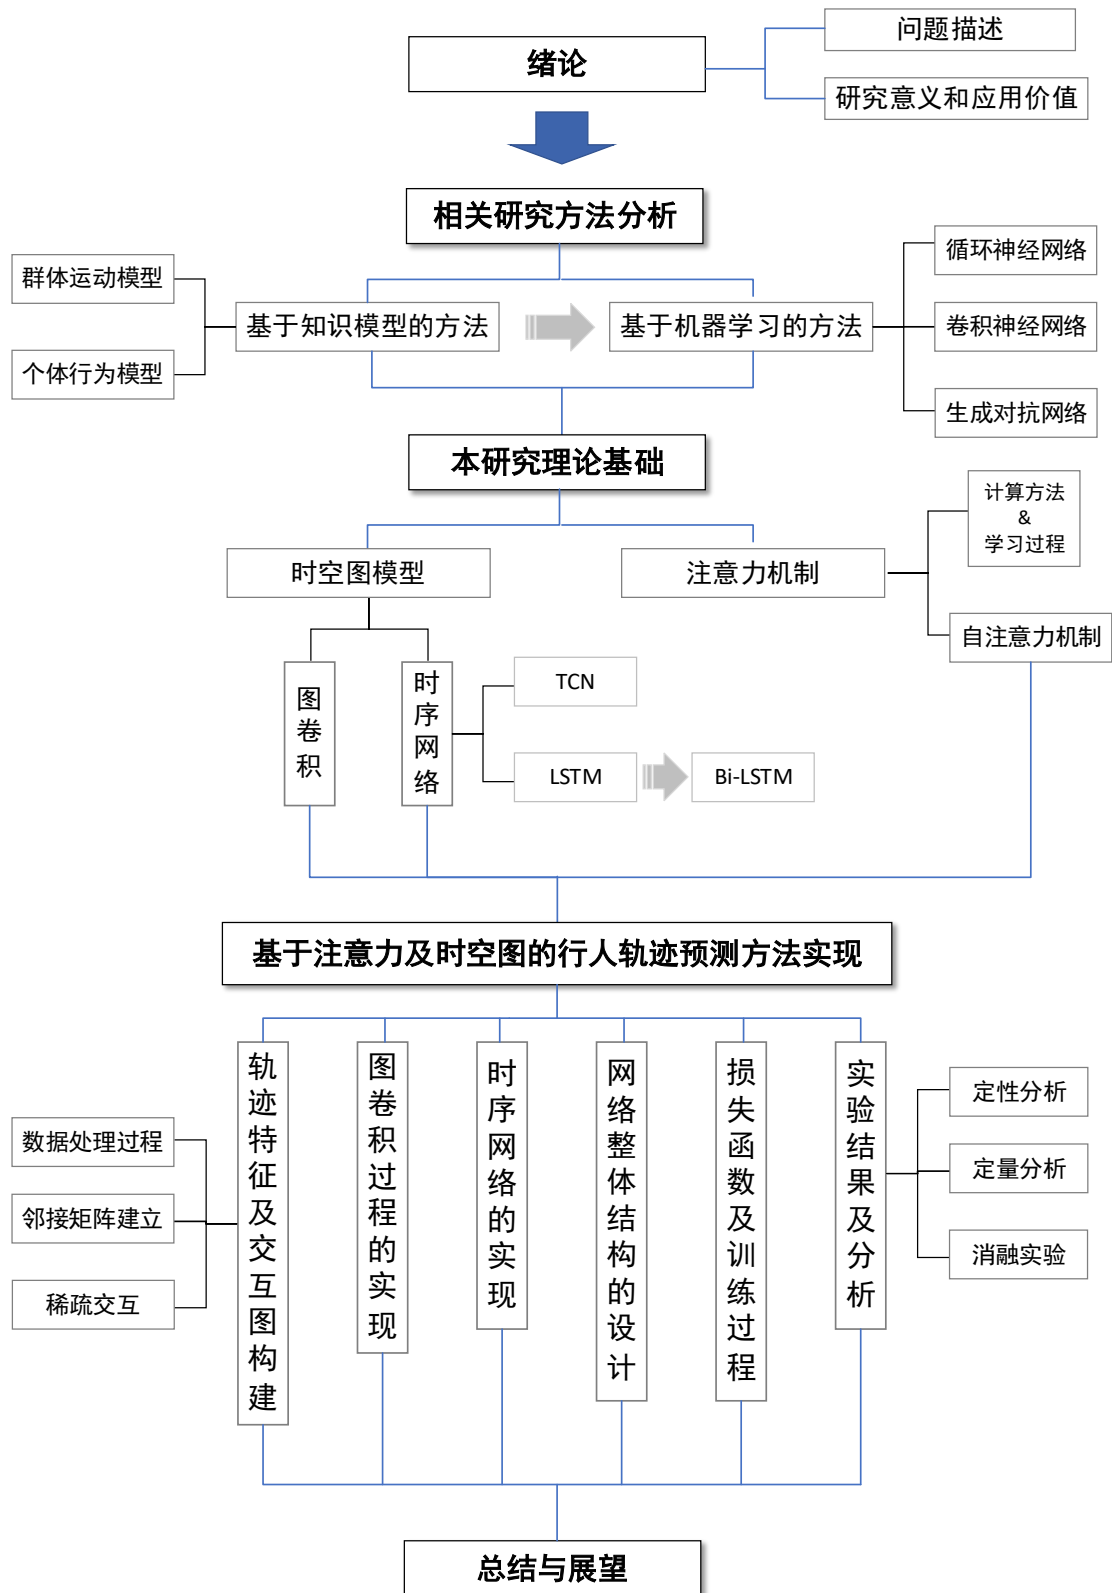 绪论
问题描述
研究意义和应用价值
相关研究方法分析
群体运动模型
个体行为模型
基于知识模型的方法
基于机器学习的方法
循环神经网络
卷积神经网络
生成对抗网络
本研究理论基础
时空图模型
注意力机制
计算方法
&
学习过程
自注意力机制
图卷积
时序网络
TCN
LSTM
Bi-LSTM
基于注意力及时空图的行人轨迹预测方法实现
数据处理过程
邻接矩阵建立
稀疏交互
轨迹特征及交互图构建
图卷积过程的实现
时序网络的实现
网络整体结构的设计
损失函数及训练过程
实验结果及分析
定性分析
定量分析
消融实验
总结与展望